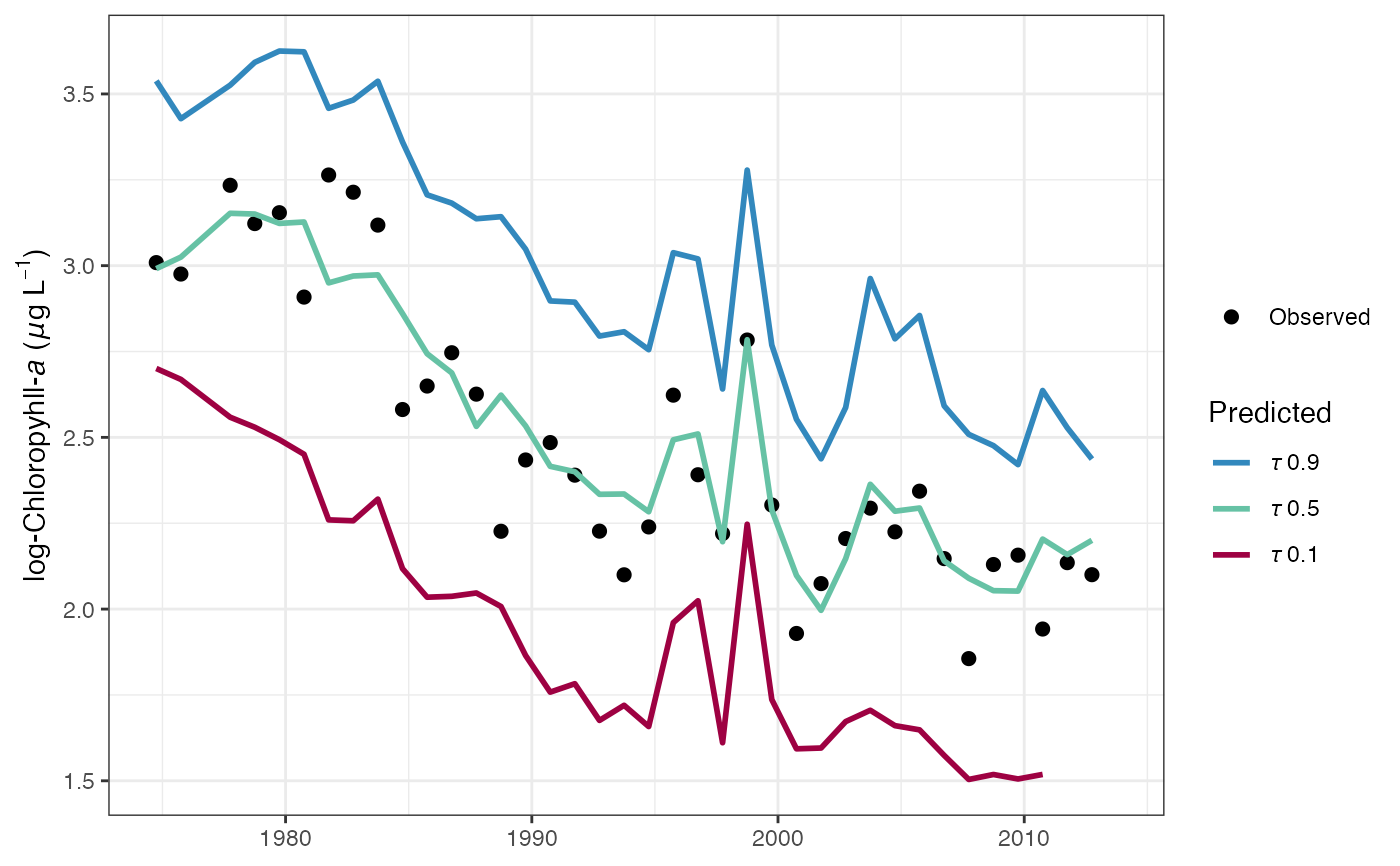 log-Chloropyhll-a (μg L⁻¹)
3.5
3.0
2.5
2.0
1.5
1980 1990 2000 2010
Observed
Predicted
τ 0.9
τ 0.5
τ 0.1